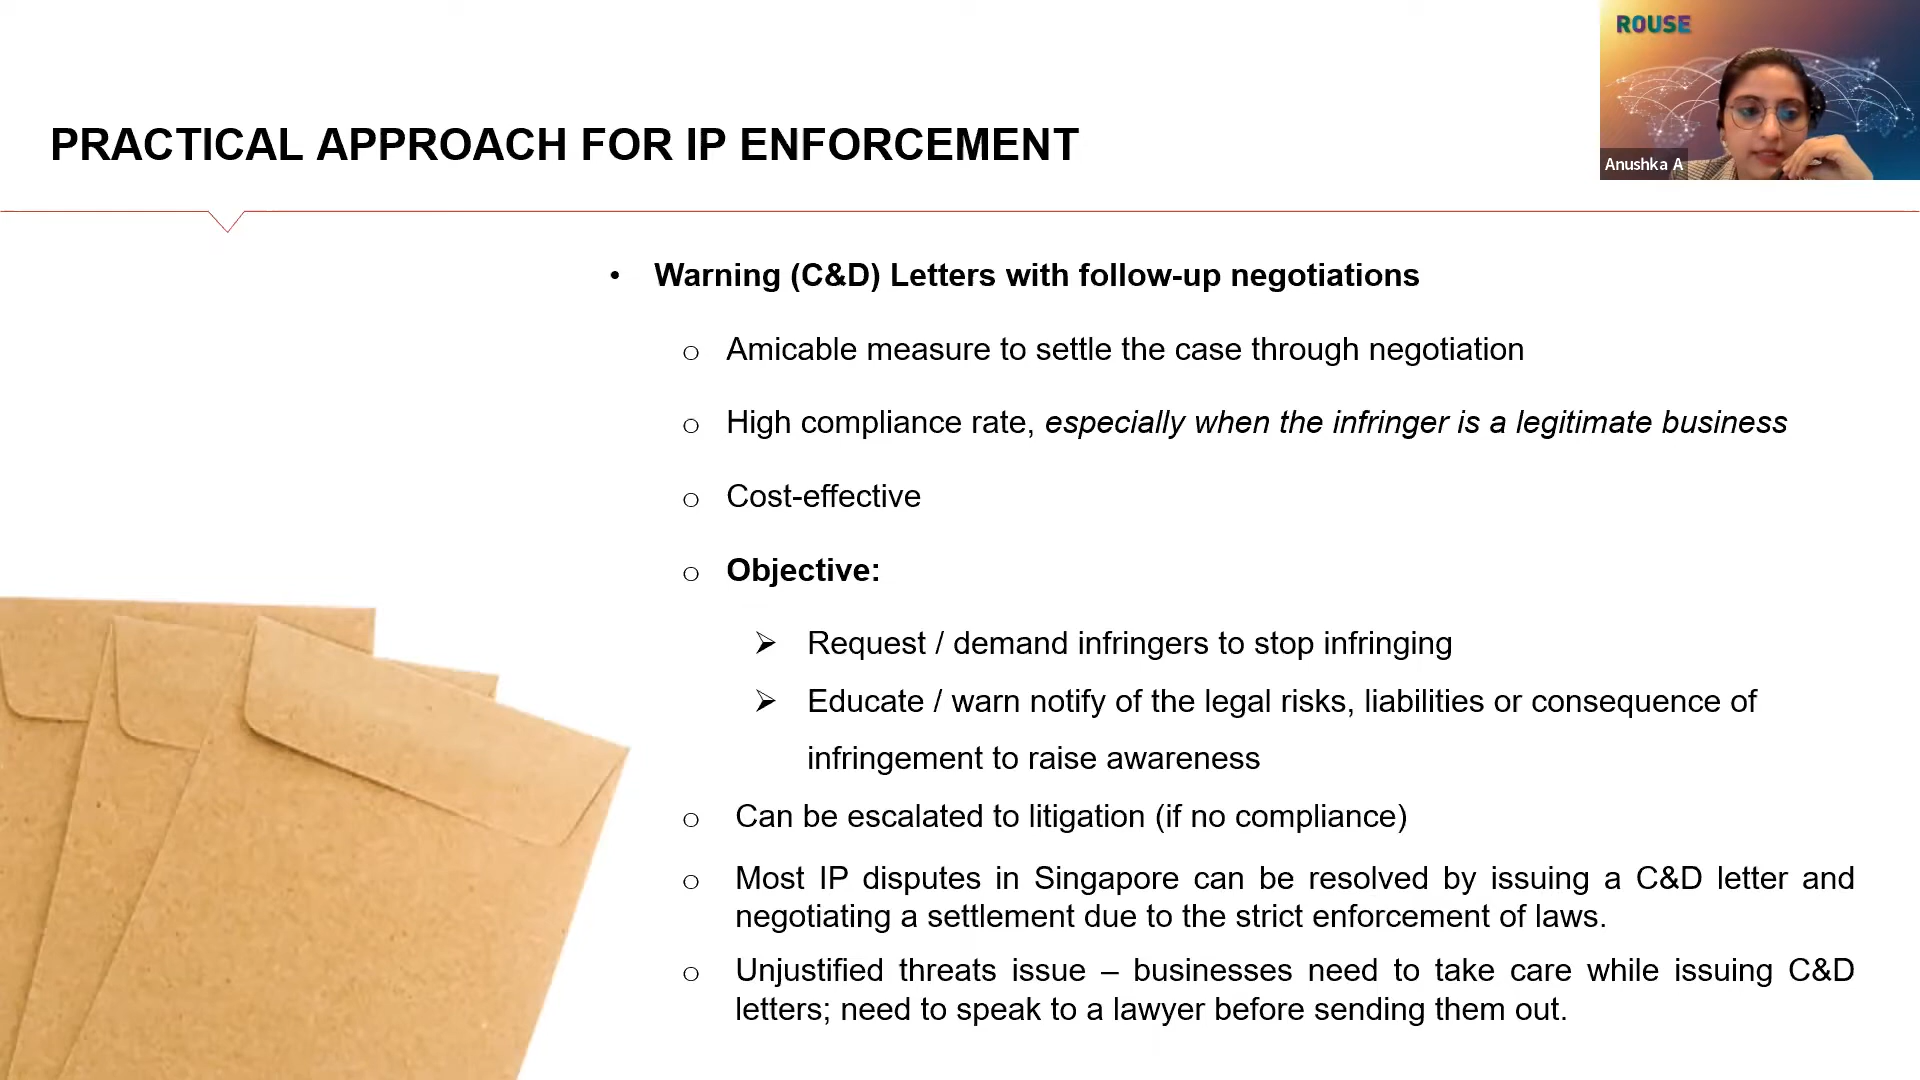 ROUSE
Anushka A
PRACTICAL APPROACH FOR IP ENFORCEMENT
• Warning (C&D) Letters with follow-up negotiations
o Amicable measure to settle the case through negotiation
o High compliance rate, especially when the infringer is a legitimate business
o Cost-effective
o Objective:
➢ Request / demand infringers to stop infringing
➢ Educate / warn notify of the legal risks, liabilities or consequence of
infringement to raise awareness
o Can be escalated to litigation (if no compliance)
o Most IP disputes in Singapore can be resolved by issuing a C&D letter and
negotiating a settlement due to the strict enforcement of laws.
o Unjustified threats issue – businesses need to take care while issuing C&D
letters; need to speak to a lawyer before sending them out.